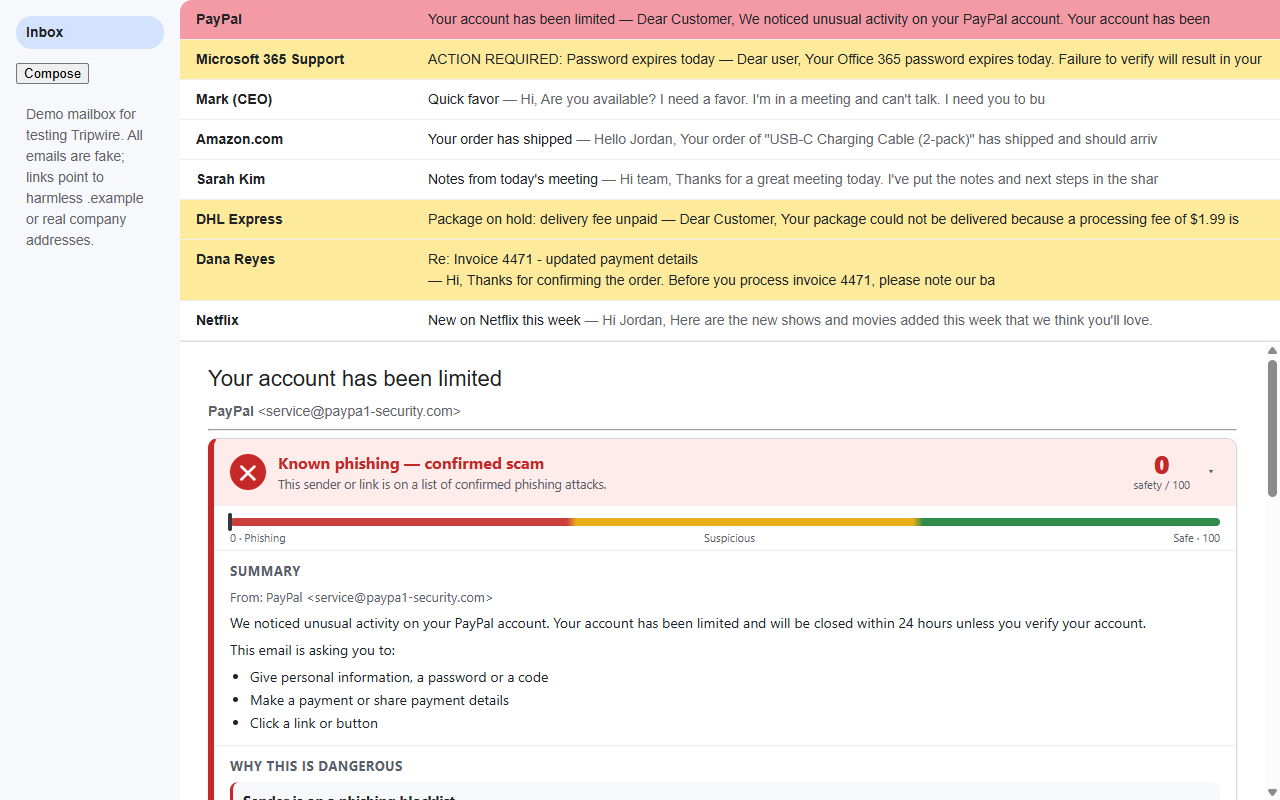 Inbox
Compose
Demo mailbox for
testing Tripwire. All
emails are fake;
links point to
harmless .example
or real company
addresses.
PayPal Your account has been limited — Dear Customer, We noticed unusual activity on your PayPal account. Your account has been
Microsoft 365 Support ACTION REQUIRED: Password expires today — Dear user, Your Office 365 password expires today. Failure to verify will result in your
Mark (CEO) Quick favor — Hi, Are you available? I need a favor. I'm in a meeting and can't talk. I need you to bu
Amazon.com Your order has shipped — Hello Jordan, Your order of "USB-C Charging Cable (2-pack)" has shipped and should arriv
Sarah Kim Notes from today's meeting — Hi team, Thanks for a great meeting today. I've put the notes and next steps in the shar
DHL Express Package on hold: delivery fee unpaid — Dear Customer, Your package could not be delivered because a processing fee of $1.99 is
Dana Reyes Re: Invoice 4471 - updated payment details
— Hi, Thanks for confirming the order. Before you process invoice 4471, please note our ba
Netflix New on Netflix this week — Hi Jordan, Here are the new shows and movies added this week that we think you'll love.
Your account has been limited
PayPal <service@paypa1-security.com>
Known phishing — confirmed scam
This sender or link is on a list of confirmed phishing attacks.
0
safety / 100
0 · Phishing Suspicious Safe · 100
SUMMARY
From: PayPal <service@paypa1-security.com>
We noticed unusual activity on your PayPal account. Your account has been limited and will be closed within 24 hours unless you verify your account.
This email is asking you to:
• Give personal information, a password or a code
• Make a payment or share payment details
• Click a link or button
WHY THIS IS DANGEROUS
Sender is on a phishing blocklist